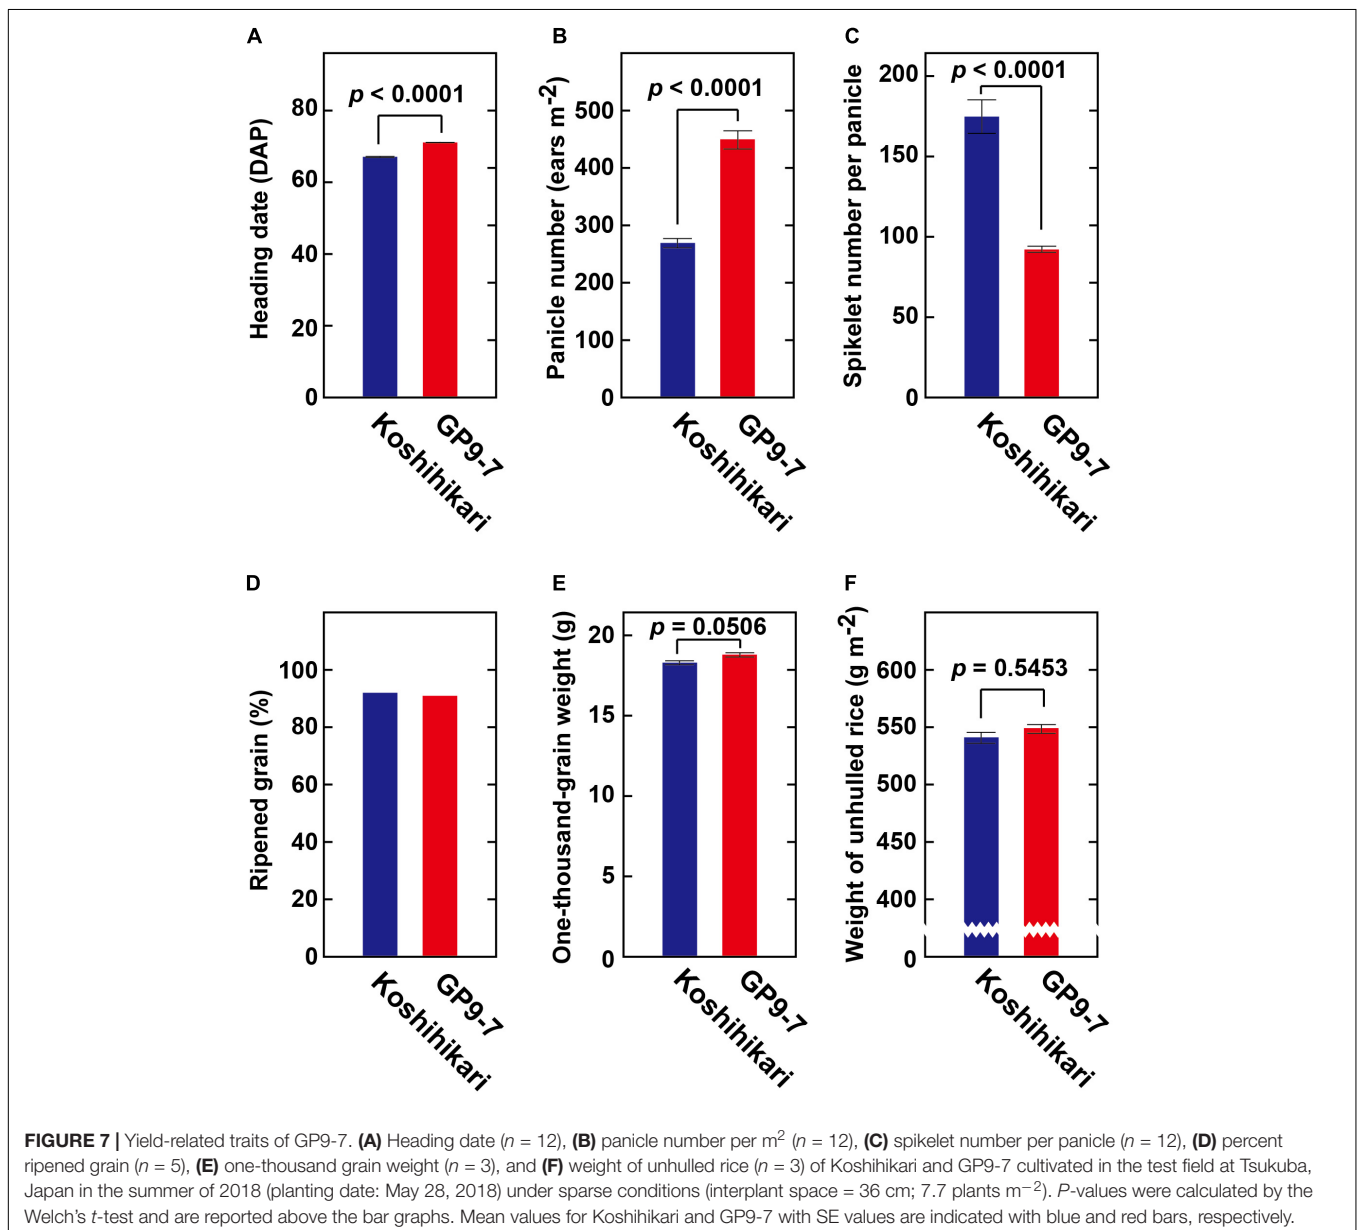 A
Heading date (DAP)
80
60
40
20
0
p < 0.0001
Koshihikari
GP9-7
B
Panicle number (ears m-2)
500
400
300
200
100
0
p < 0.0001
Koshihikari
GP9-7
C
Spikelet number per panicle
200
150
100
50
0
p < 0.0001
Koshihikari
GP9-7
D
Ripened grain (%)
100
80
60
40
20
0
Koshihikari
GP9-7
E
One-thousand-grain weight (g)
20
15
10
5
0
p = 0.0506
Koshihikari
GP9-7
F
Weight of unhulled rice (g m-2)
600
550
500
450
400
0
p = 0.5453
Koshihikari
GP9-7
FIGURE 7 | Yield-related traits of GP9-7. (A) Heading date (n = 12), (B) panicle number per m2 (n = 12), (C) spikelet number per panicle (n = 12), (D) percent
ripened grain (n = 5), (E) one-thousand grain weight (n = 3), and (F) weight of unhulled rice (n = 3) of Koshihikari and GP9-7 cultivated in the test field at Tsukuba,
Japan in the summer of 2018 (planting date: May 28, 2018) under sparse conditions (interplant space = 36 cm; 7.7 plants m−2). P-values were calculated by the
Welch's t-test and are reported above the bar graphs. Mean values for Koshihikari and GP9-7 with SE values are indicated with blue and red bars, respectively.